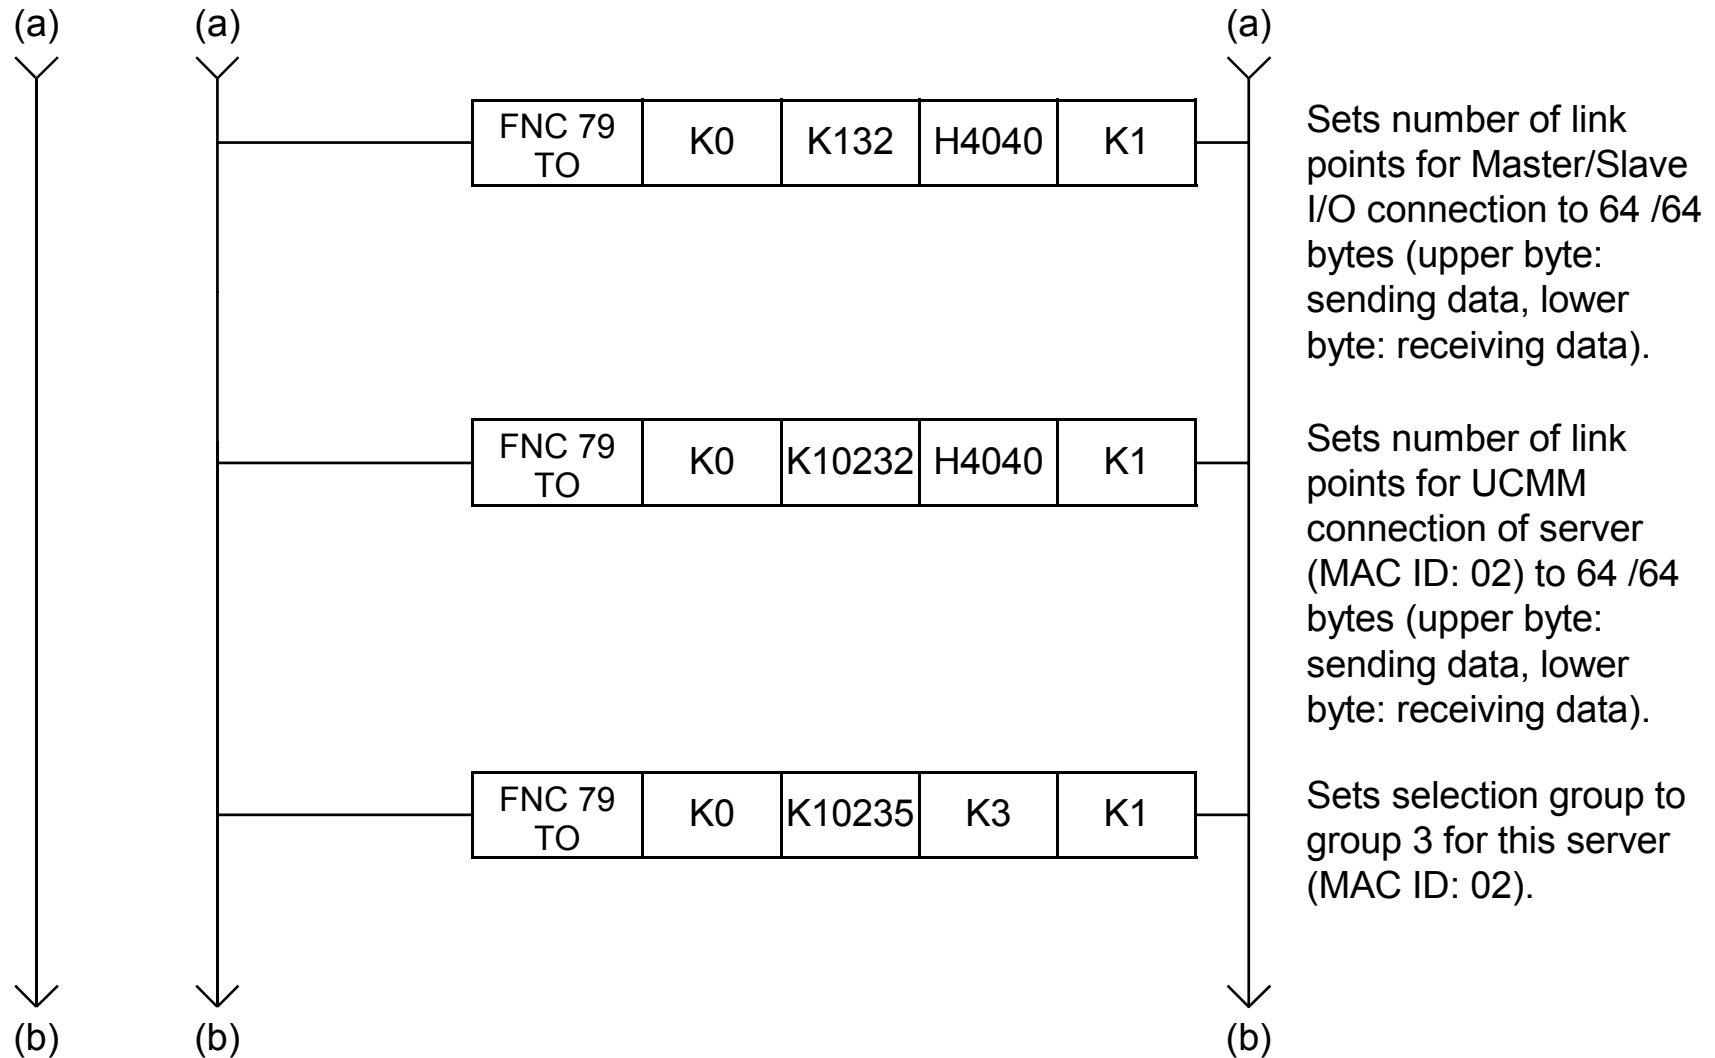 (a) (a) (a)
FNC 79
TO K0 K132 H4040 K1
Sets number of link
points for Master/Slave
I/O connection to 64 /64
bytes (upper byte:
sending data, lower
byte: receiving data).
FNC 79
TO K0 K10232 H4040 K1
Sets number of link
points for UCMM
connection of server
(MAC ID: 02) to 64 /64
bytes (upper byte:
sending data, lower
byte: receiving data).
FNC 79
TO K0 K10235 K3 K1
Sets selection group to
group 3 for this server
(MAC ID: 02).
(b) (b) (b)